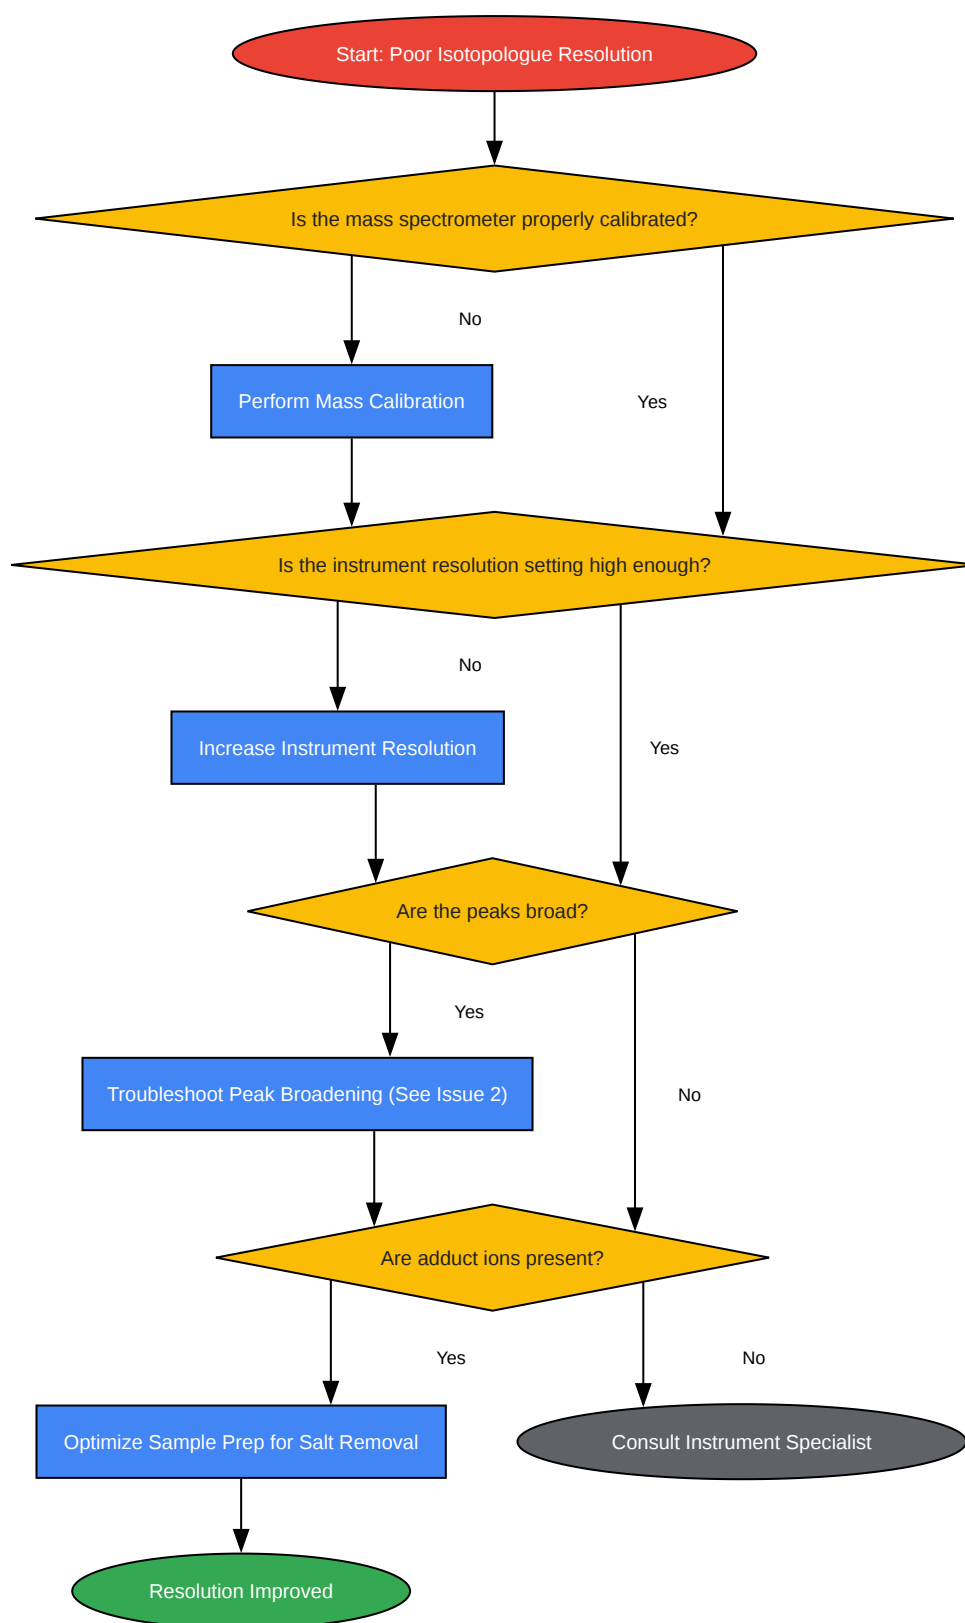 Start: Poor Isotopologue Resolution
Is the mass spectrometer properly calibrated?
No
Perform Mass Calibration
Yes
Is the instrument resolution setting high enough?
No
Increase Instrument Resolution
Yes
Are the peaks broad?
Yes
Troubleshoot Peak Broadening (See Issue 2)
No
Are adduct ions present?
Yes
No
Optimize Sample Prep for Salt Removal
Consult Instrument Specialist
Resolution Improved